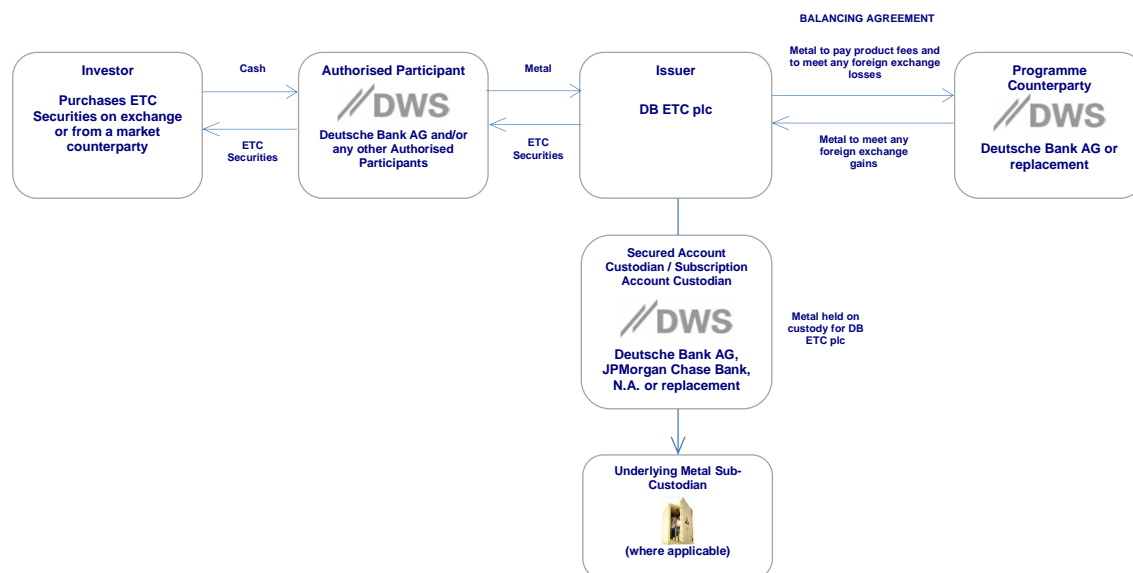 BALANCING AGREEMENT
Investor
Purchases ETC
Securities on exchange
or from a market
counterparty
Cash
ETC
Securities
Authorised Participant
DWS
Deutsche Bank AG and/or
any other Authorised
Participants
Metal
ETC
Securities
Issuer
DB ETC plc
Metal to pay product fees and
to meet any foreign exchange
losses
Metal to meet any
foreign exchange
gains
Programme
Counterparty
DWS
Deutsche Bank AG or
replacement
Secured Account
Custodian / Subscription
Account Custodian
DWS
Deutsche Bank AG,
JPMorgan Chase Bank,
N.A. or replacement
Metal held on
custody for DB
ETC plc
Underlying Metal Sub-
Custodian
(where applicable)